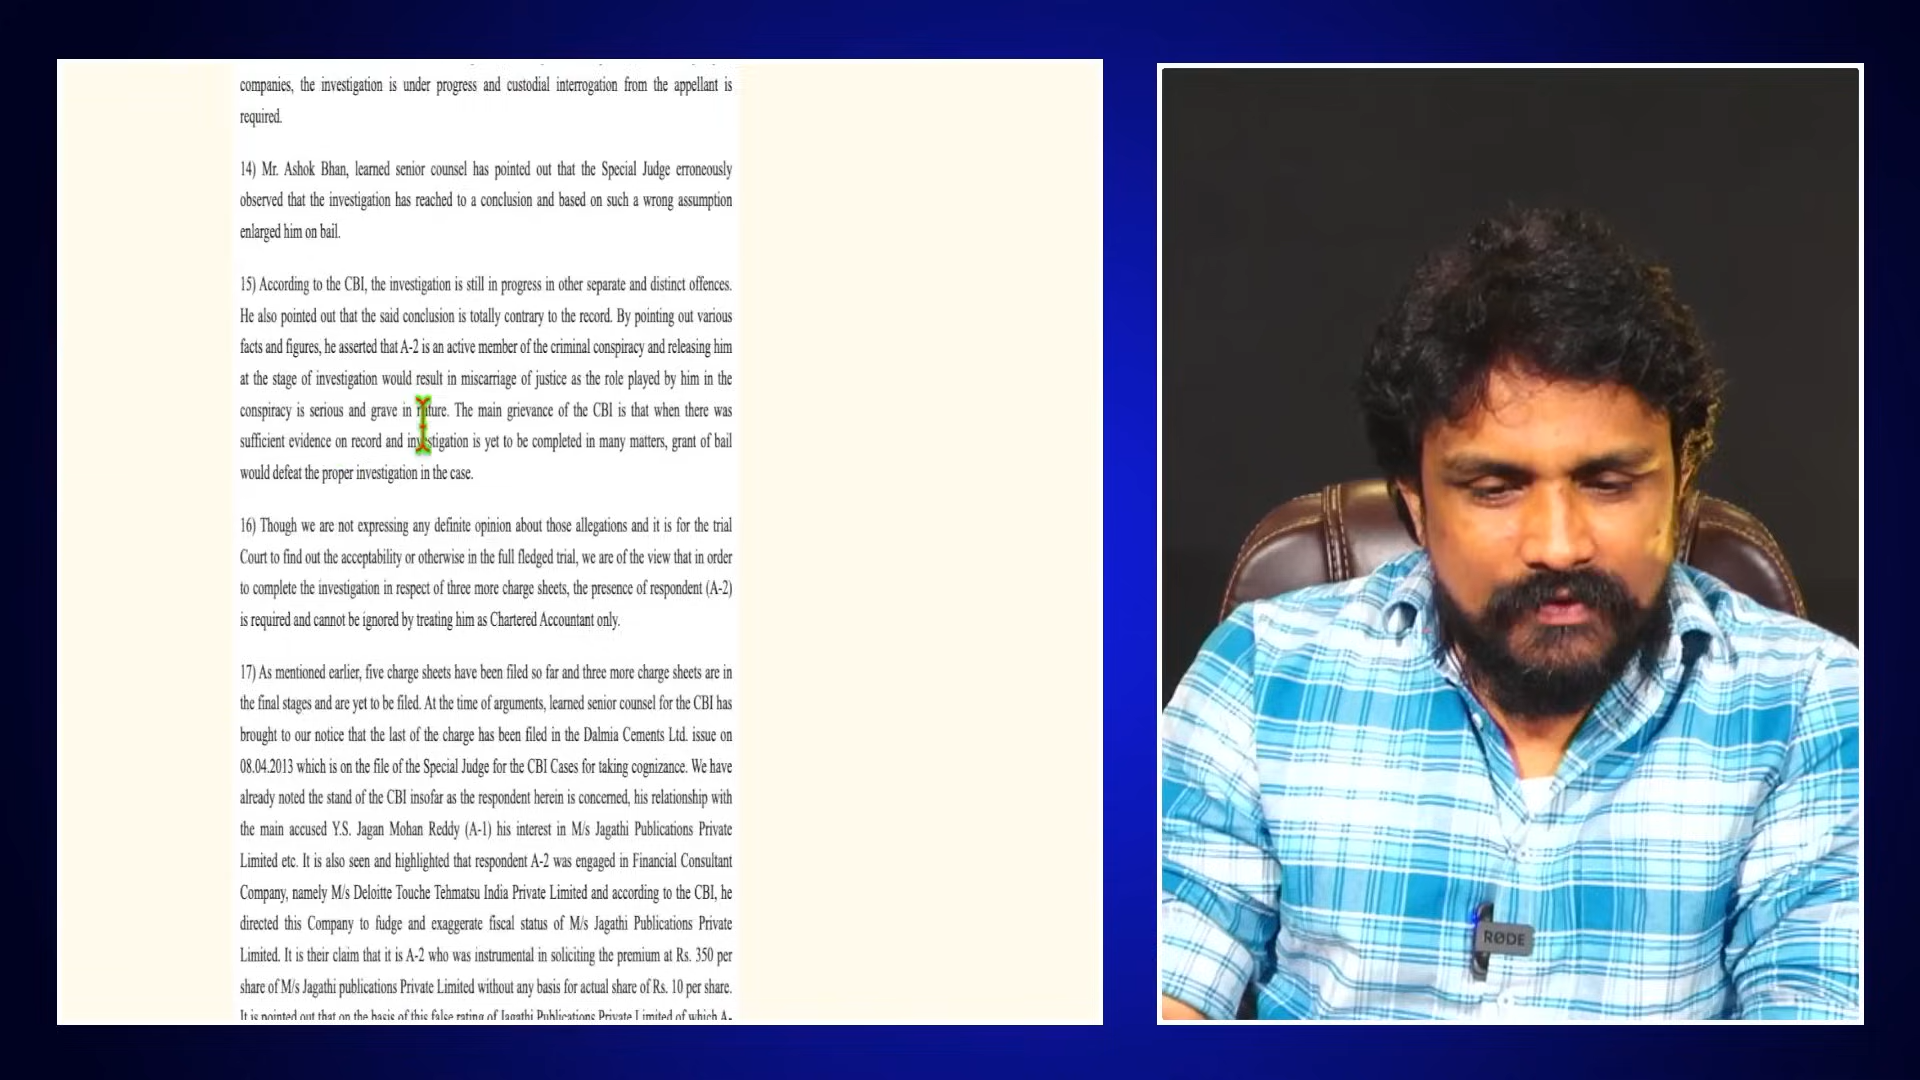 companies, the investigation is under progress and custodial interrogation from the appellant is
required.
14) Mr. Ashok Bhan, learned senior counsel has pointed out that the Special Judge erroneously
observed that the investigation has reached to a conclusion and based on such a wrong assumption
enlarged him on bail.
15) According to the CBI, the investigation is still in progress in other separate and distinct offences.
He also pointed out that the said conclusion is totally contrary to the record. By pointing out various
facts and figures, he asserted that A-2 is an active member of the criminal conspiracy and releasing him
at the stage of investigation would result in miscarriage of justice as the role played by him in the
conspiracy is serious and grave in nature. The main grievance of the CBI is that when there was
sufficient evidence on record and investigation is yet to be completed in many matters, grant of bail
would defeat the proper investigation in the case.
16) Though we are not expressing any definite opinion about those allegations and it is for the trial
Court to find out the acceptability or otherwise in the full fledged trial, we are of the view that in order
to complete the investigation in respect of three more charge sheets, the presence of respondent (A-2)
is required and cannot be ignored by treating him as Chartered Accountant only.
17) As mentioned earlier, five charge sheets have been filed so far and three more charge sheets are in
the final stages and are yet to be filed. At the time of arguments, learned senior counsel for the CBI has
brought to our notice that the last of the charge has been filed in the Dalmia Cements Ltd. issue on
08.04.2013 which is on the file of the Special Judge for the CBI Cases for taking cognizance. We have
already noted the stand of the CBI insofar as the respondent herein is concerned, his relationship with
the main accused Y.S. Jagan Mohan Reddy (A-1) his interest in M/s Jagathi Publications Private
Limited etc. It is also seen and highlighted that respondent A-2 was engaged in Financial Consultant
Company, namely M/s Deloitte Touche Tehmatsu India Private Limited and according to the CBI, he
directed this Company to fudge and exaggerate fiscal status of M/s Jagathi Publications Private
Limited. It is their claim that it is A-2 who was instrumental in soliciting the premium at Rs. 350 per
share of M/s Jagathi publications Private Limited without any basis for actual share of Rs. 10 per share.
It is pointed out that on the basis of this false rating of Jagathi Publications Private Limited of which A-
RØDE